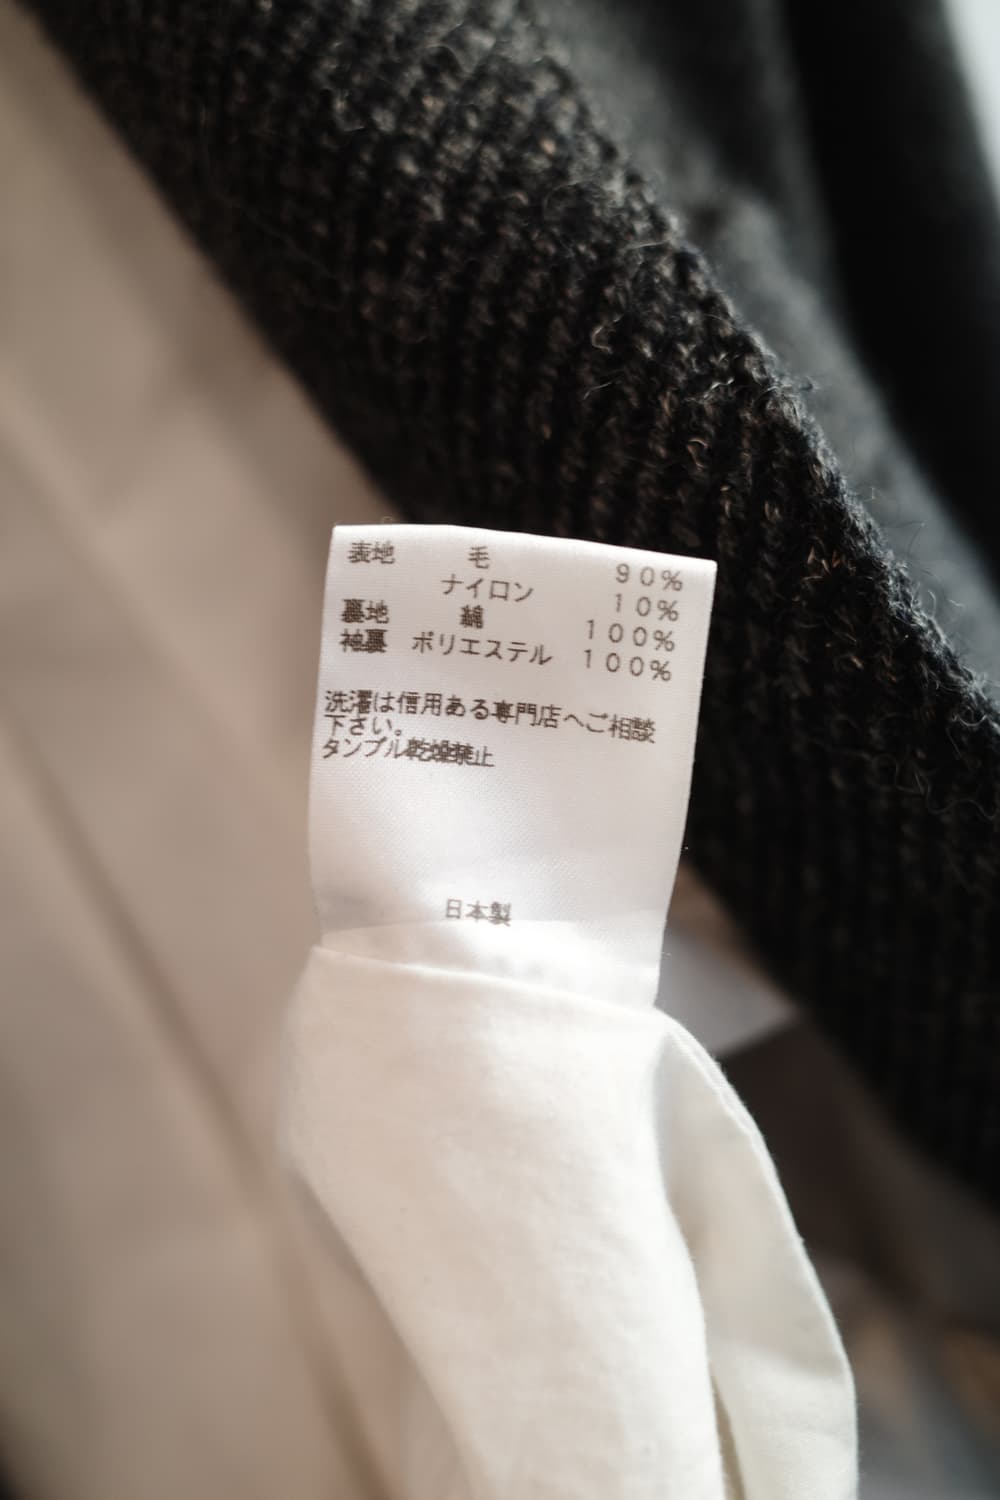 表地 毛 90%
ナイロン 10%
裏地 綿 100%
袖裏 ポリエステル 100%
洗濯は信用ある専門店へご相談
下さい。
タンブル乾燥禁止
日本製